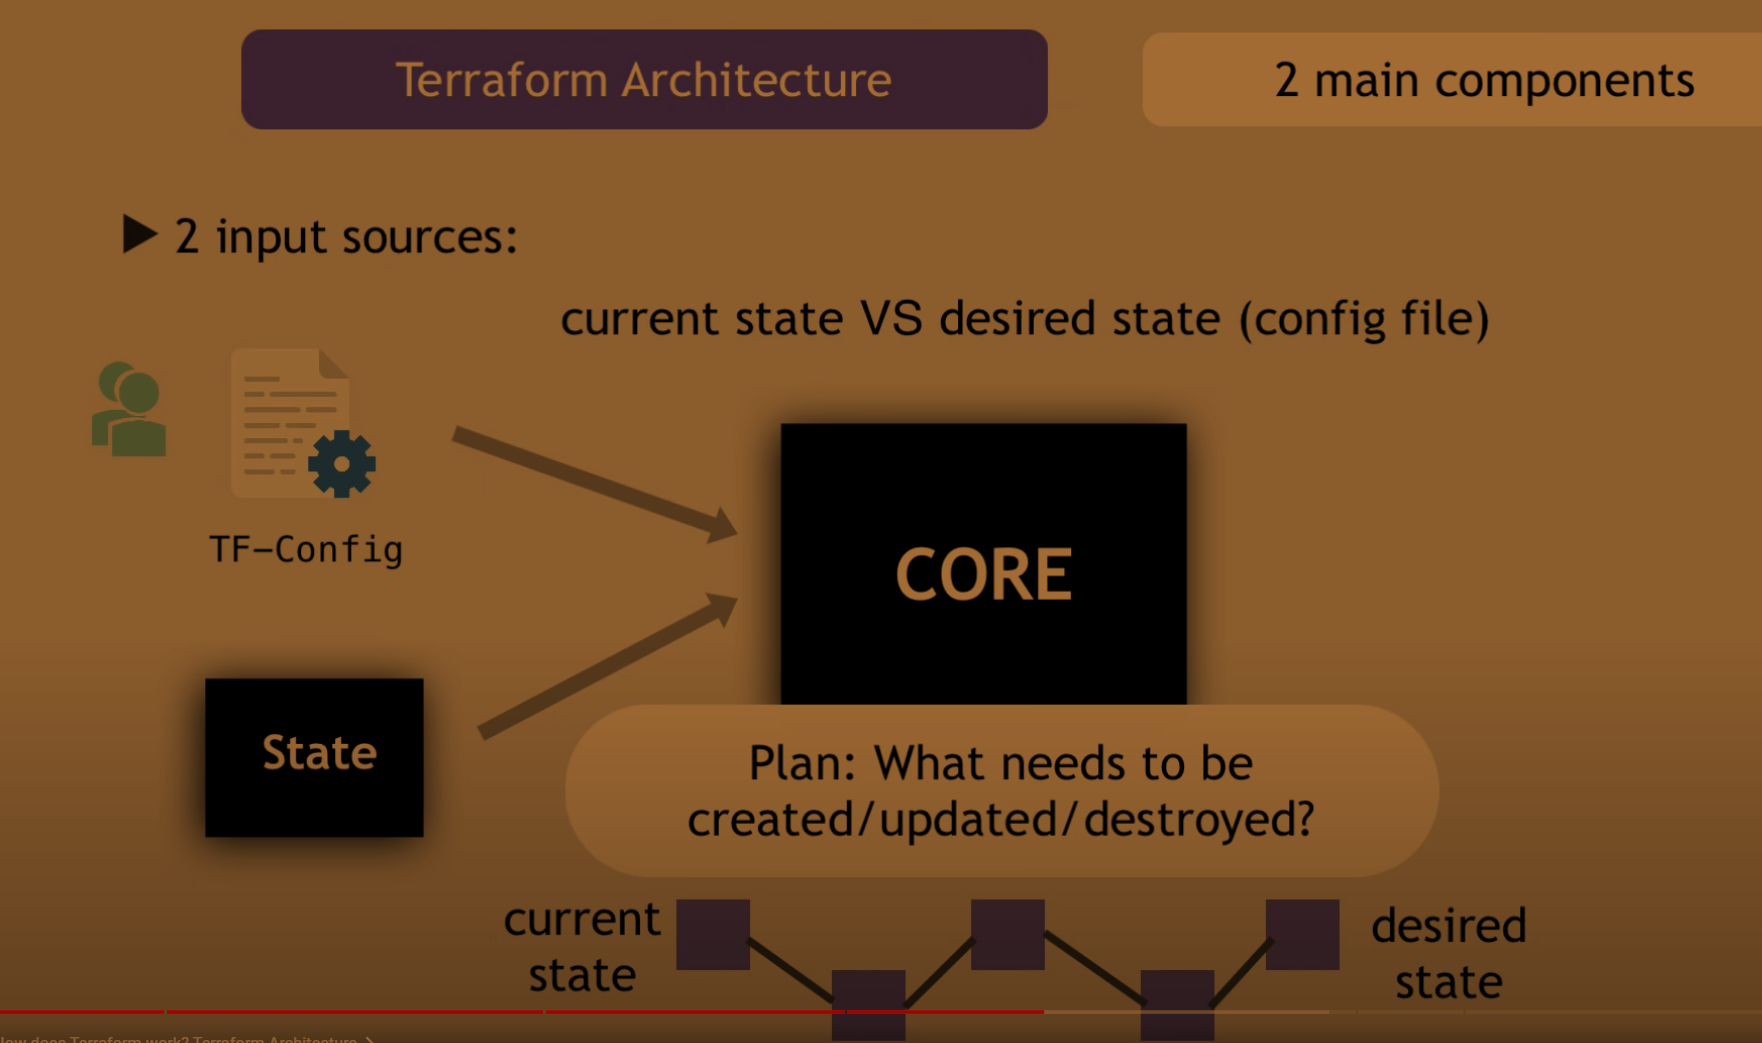 Terraform Architecture
2 main components
2 input sources:
current state VS desired state (config file)
TF-Config
CORE
State
Plan: What needs to be
created/updated/destroyed?
current
state
desired
state
How does Terraform work? Terraform Architecture >